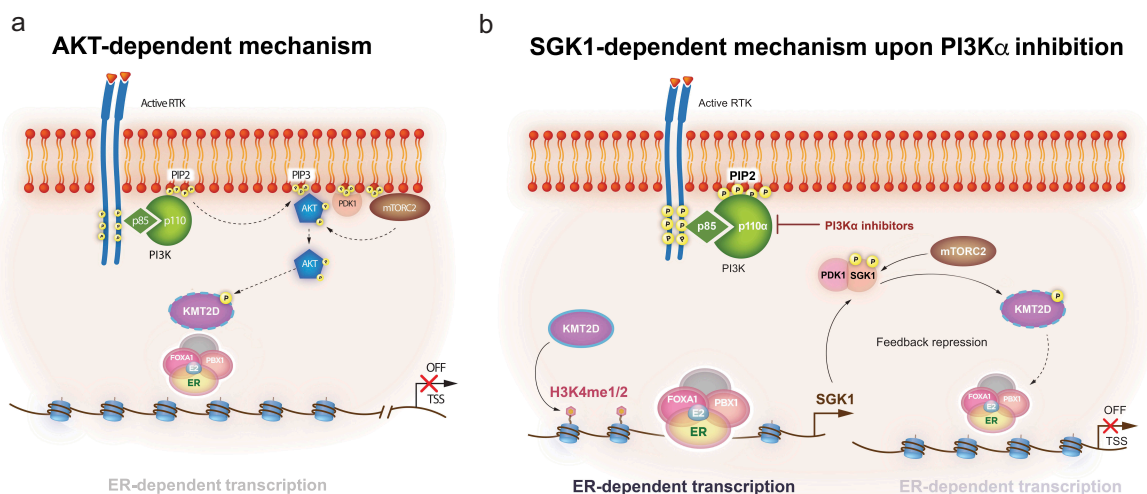 a
AKT-dependent mechanism
Active RTK
PIP2
PIP3
P P P P
P P P
P P
P P P
p85
p110
PI3K
AKT
P
P
PDK1
mTORC2
AKT
P
P
P
KMT2D
FOXA1
PBX1
E2
ER
OFF
TSS
ER-dependent transcription
b
SGK1-dependent mechanism upon PI3Kα inhibition
Active RTK
PIP2
P P P P
P P
P P
P P
p85
p110α
PI3K
PI3Kα inhibitors
mTORC2
P P
PDK1
SGK1
P
KMT2D
KMT2D
Feedback repression
H3K4me1/2
FOXA1
PBX1
E2
ER
SGK1
FOXA1
PBX1
E2
ER
OFF
TSS
ER-dependent transcription
ER-dependent transcription